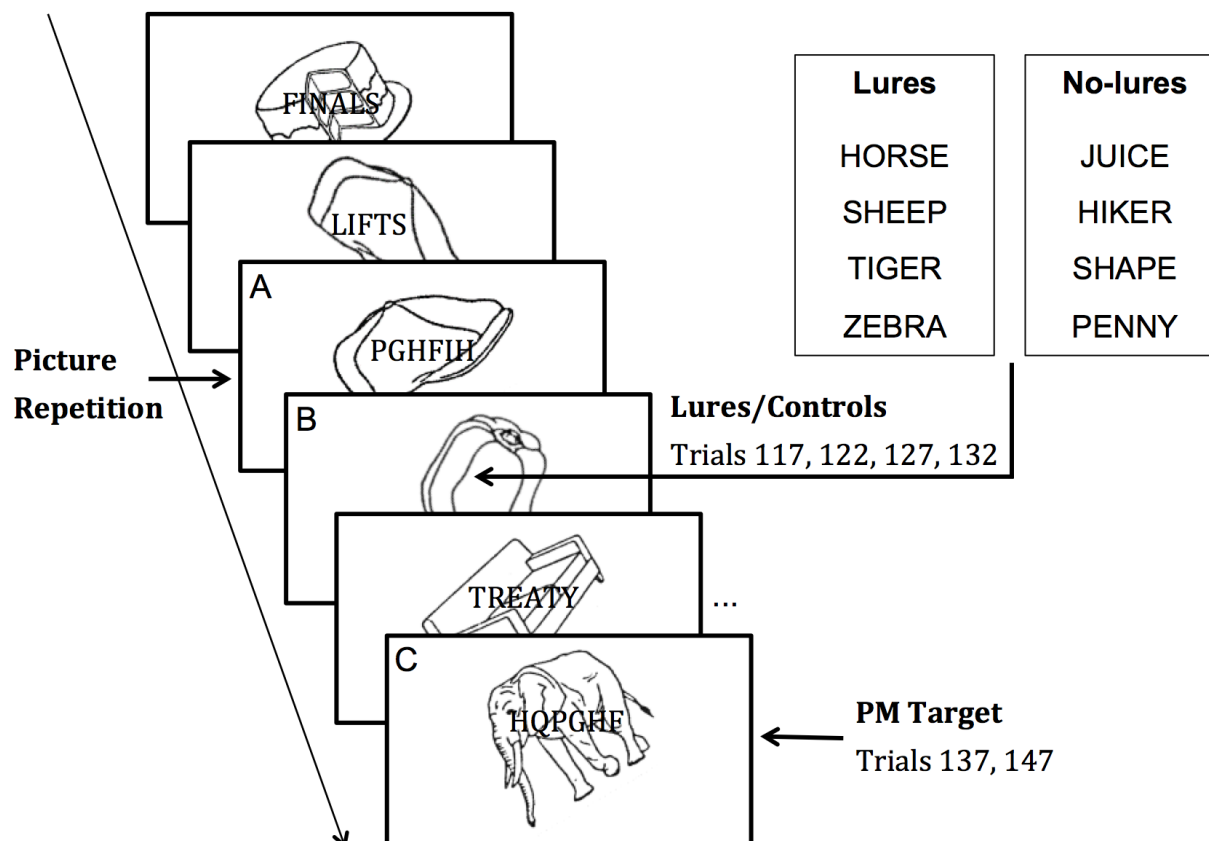 FINALS
LIFTS
A
PGHFIH
Picture
Repetition
B
TREATY
...
C
HQPGHF
Lures
HORSE
SHEEP
TIGER
ZEBRA
No-lures
JUICE
HIKER
SHAPE
PENNY
Lures/Controls
Trials 117, 122, 127, 132
PM Target
Trials 137, 147